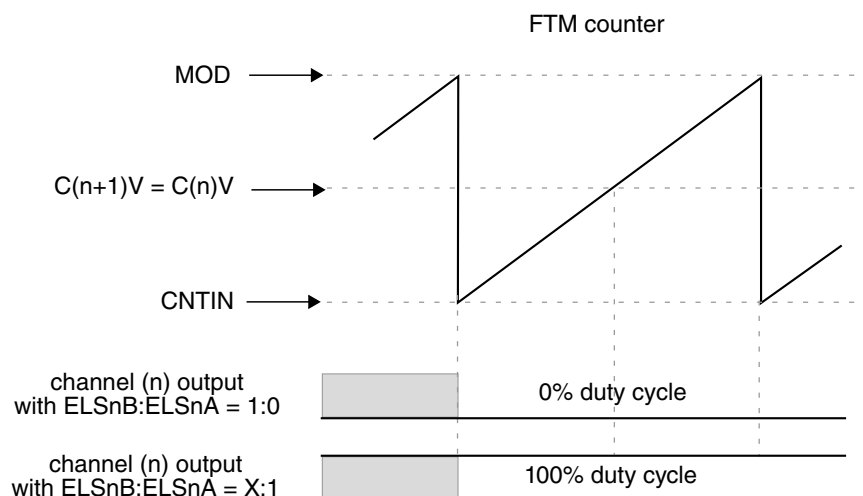 FTM counter
MOD
C(n+1)V = C(n)V
CNTIN
channel (n) output
with ELSnB:ELSnA = 1:0
0% duty cycle
channel (n) output
with ELSnB:ELSnA = X:1
100% duty cycle